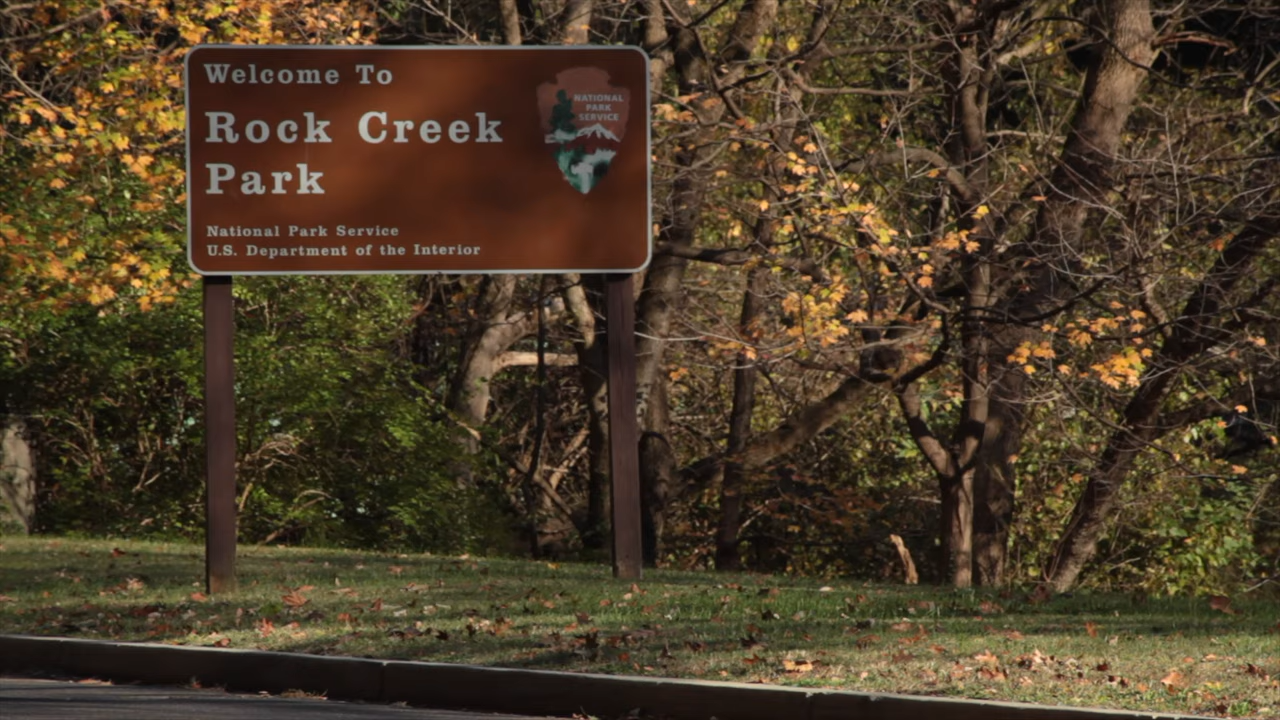 Welcome To
Rock Creek
Park
NATIONAL
PARK
SERVICE
National Park Service
U.S. Department of the Interior